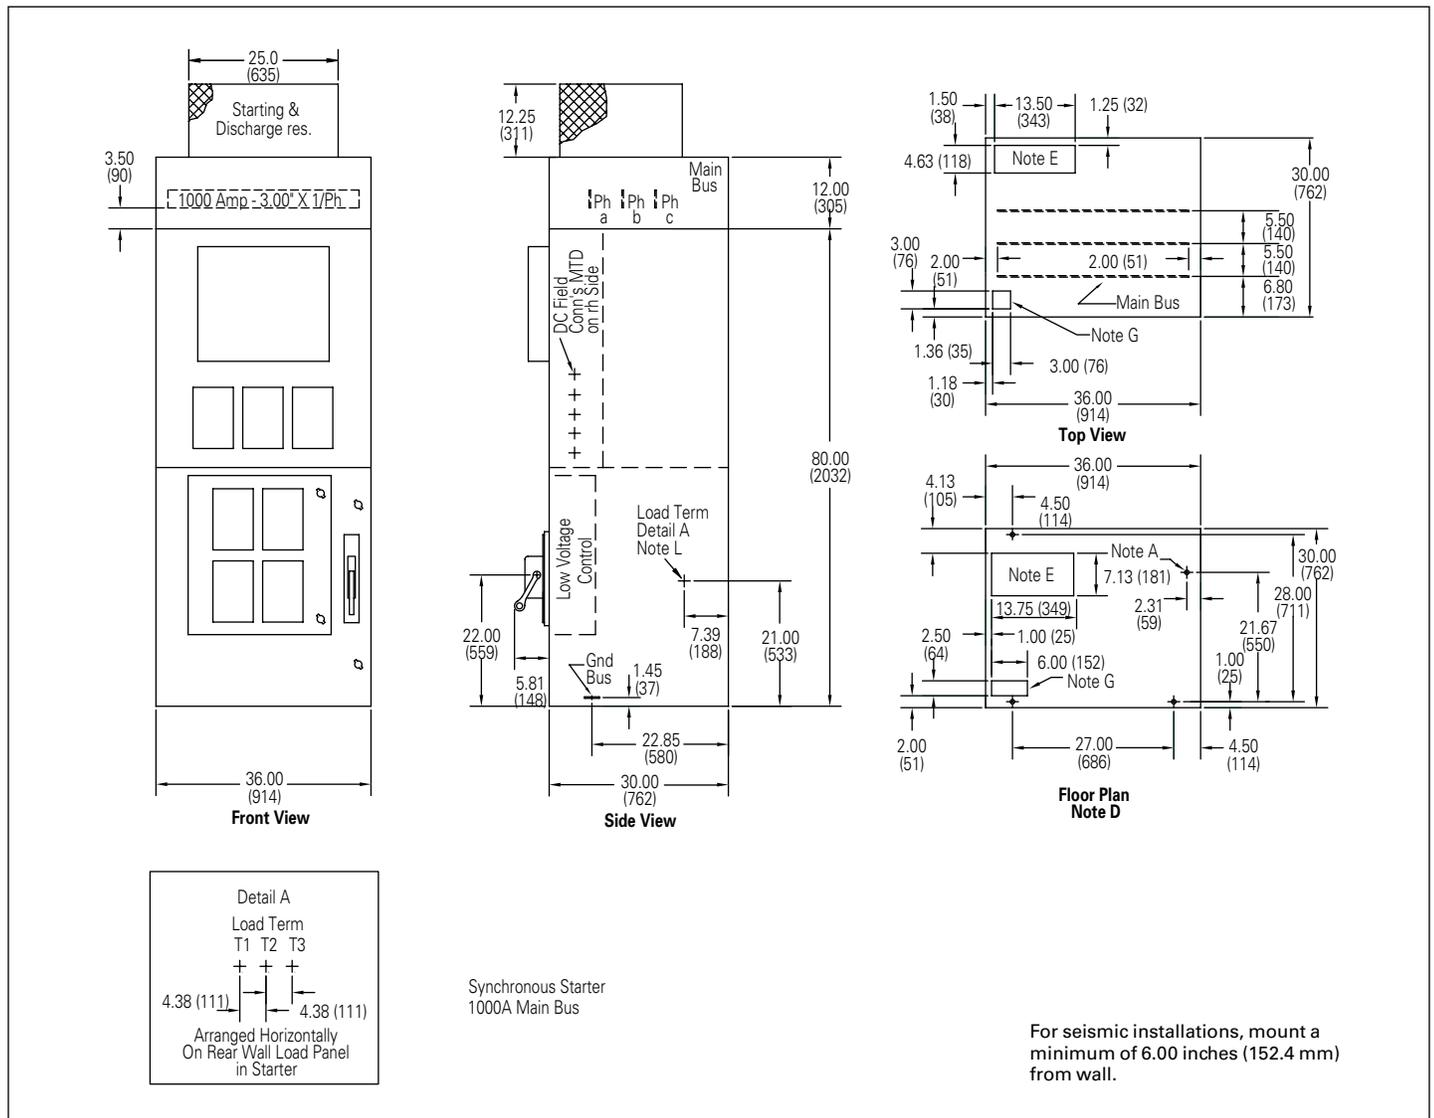 25.0
(635)
Starting &
Discharge res.
3.50
(90)
1000 Amp - 3.00" X 1/Ph
36.00
(914)
Front View
12.25
(311)
Main
Bus
Ph
a
Ph
b
Ph
c
12.00
(305)
DC Field
Conn's MTD
on rh Side
80.00
(2032)
Low Voltage
Control
Load Term
Detail A
Note L
22.00
(559)
5.81
(148)
Gnd
Bus
1.45
(37)
7.39
(188)
21.00
(533)
22.85
(580)
30.00
(762)
Side View
1.50
(38)
13.50
(343)
1.25 (32)
4.63 (118)
Note E
30.00
(762)
5.50
(140)
5.50
(140)
6.80
(173)
3.00
(76)
2.00
(51)
2.00 (51)
Main Bus
Note G
1.36 (35)
3.00 (76)
1.18
(30)
36.00
(914)
Top View
36.00
(914)
4.13
(105)
4.50
(114)
Note A
Note E
7.13 (181)
30.00
(762)
28.00
(711)
13.75 (349)
2.31
(59)
21.67
(550)
2.50
(64)
1.00 (25)
6.00 (152)
Note G
1.00
(25)
2.00
(51)
27.00
(686)
4.50
(114)
Floor Plan
Note D
Detail A
Load Term
T1 T2 T3
4.38 (111)
4.38 (111)
Arranged Horizontally
On Rear Wall Load Panel
in Starter
Synchronous Starter
1000A Main Bus
For seismic installations, mount a
minimum of 6.00 inches (152.4 mm)
from wall.